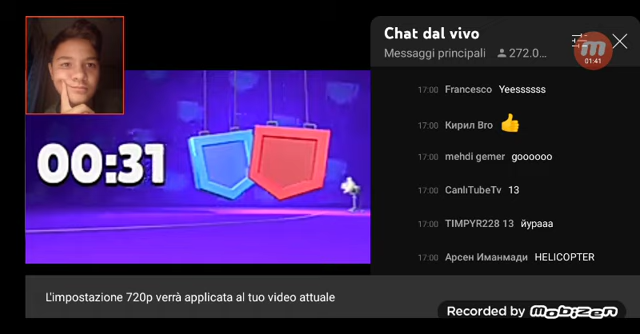 Chat dal vivo
Messaggi principali 272.0...
01:41
17:00 Francesco Yeessssss
17:00 Кирил Bro 👍
00:31
17:00 mehdi gemer goooooo
17:00 CanlıTubeTv 13
17:00 TIMPYR228 13 йурааа
17:00 Арсен Иманмади HELICOPTER
L'impostazione 720p verrà applicata al tuo video attuale
Recorded by Mobizen